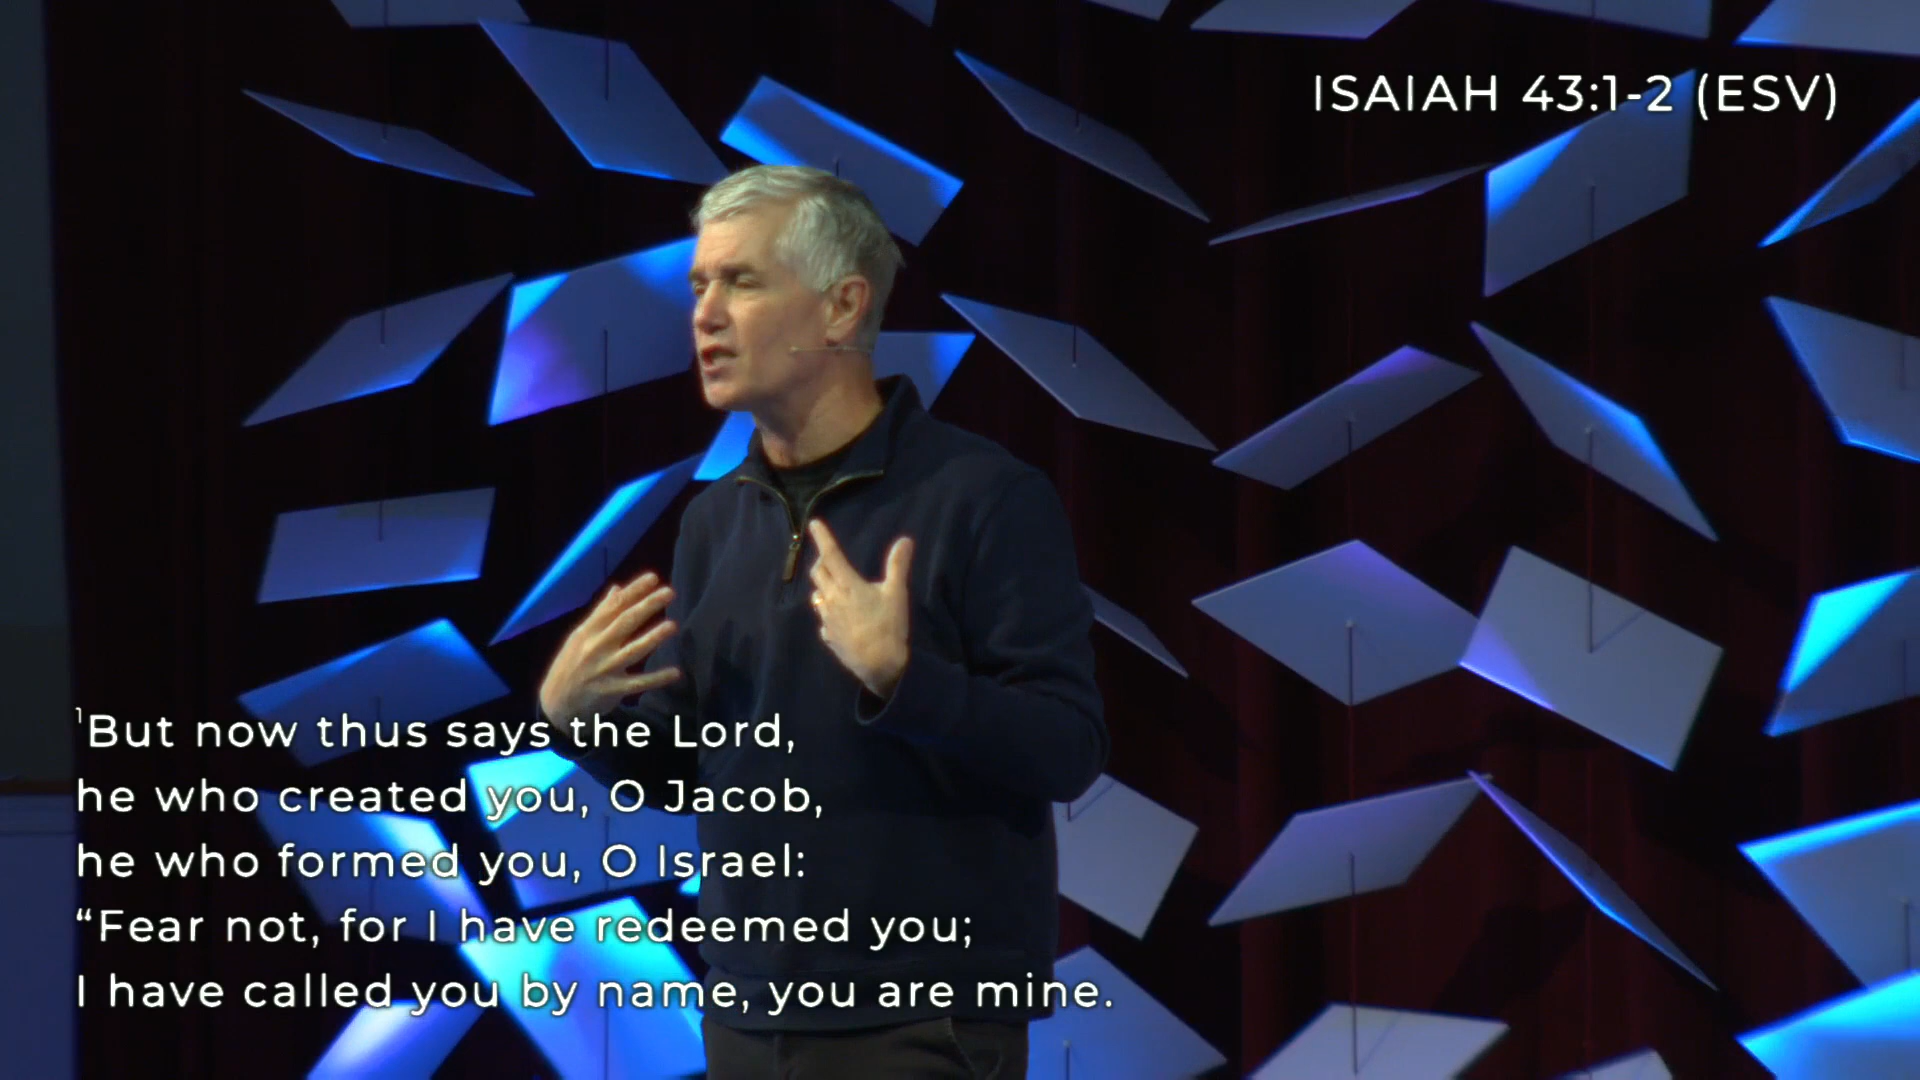 ISAIAH 43:1-2 (ESV)
¹But now thus says the Lord,
he who created you, O Jacob,
he who formed you, O Israel:
“Fear not, for I have redeemed you;
I have called you by name, you are mine.